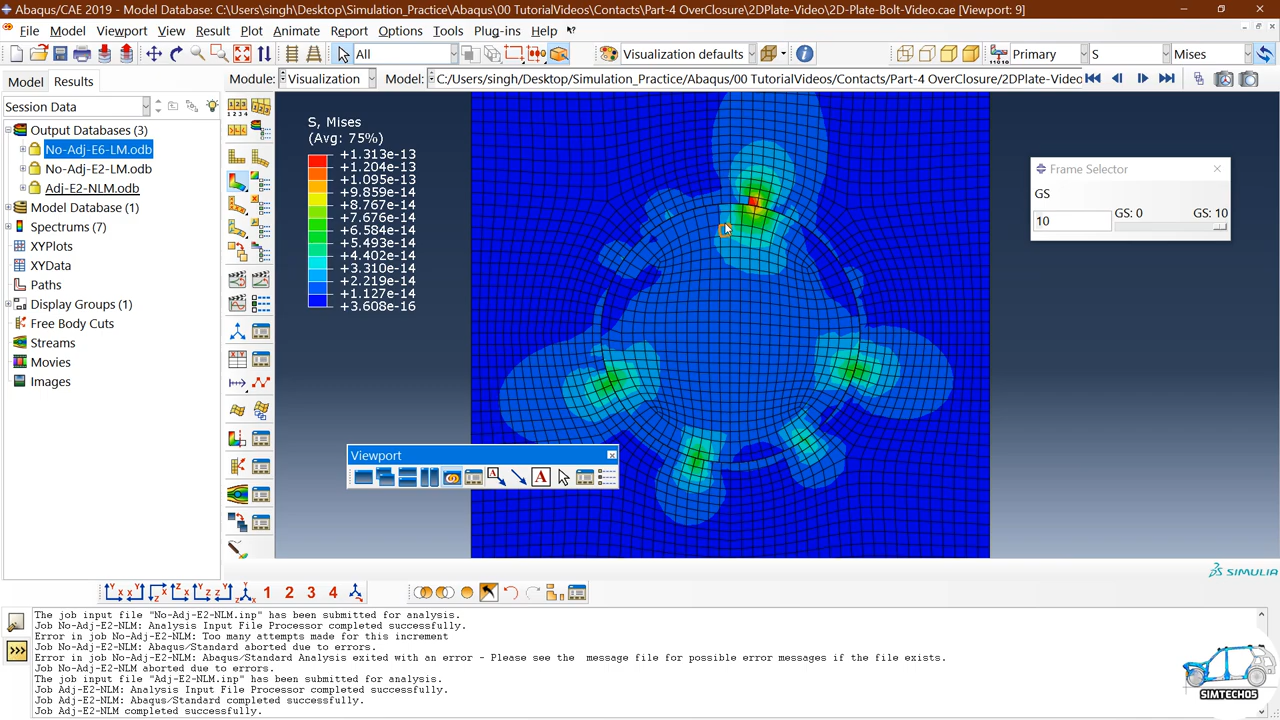 Abaqus/CAE 2019 - Model Database: C:\Users\singh\Desktop\Simulation_Practice\Abaqus\00 TutorialVideos\Contacts\Part-4 OverClosure\2DPlate-Video\2D-Plate-Bolt-Video.cae [Viewport: 9]
File Model Viewport View Result Plot Animate Report Options Tools Plug-ins Help
All Visualization defaults Primary S Mises
Model Results Module: Visualization Model: C:/Users/singh/Desktop/Simulation_Practice/Abaqus/00 TutorialVideos/Contacts/Part-4 OverClosure/2DPlate-Video
Session Data
Output Databases (3)
No-Adj-E6-LM.odb
No-Adj-E2-LM.odb
Adj-E2-NLM.odb
Model Database (1)
Spectrums (7)
XYPlots
XYData
Paths
Display Groups (1)
Free Body Cuts
Streams
Movies
Images
S, Mises
(Avg: 75%)
+1.313e-13
+1.204e-13
+1.095e-13
+9.859e-14
+8.767e-14
+7.676e-14
+6.584e-14
+5.493e-14
+4.402e-14
+3.310e-14
+2.219e-14
+1.127e-14
+3.608e-16
Frame Selector
GS
10 GS: 0 GS: 10
Viewport
SIMULIA
1 2 3 4
The job input file "No-Adj-E2-NLM.inp" has been submitted for analysis.
Job No-Adj-E2-NLM: Analysis Input File Processor completed successfully.
Error in job No-Adj-E2-NLM: Too many attempts made for this increment
Job No-Adj-E2-NLM: Abaqus/Standard aborted due to errors.
Error in job No-Adj-E2-NLM: Abaqus/Standard Analysis exited with an error - Please see the  message file for possible error messages if the file exists.
Job No-Adj-E2-NLM aborted due to errors.
The job input file "Adj-E2-NLM.inp" has been submitted for analysis.
Job Adj-E2-NLM: Analysis Input File Processor completed successfully.
Job Adj-E2-NLM: Abaqus/Standard completed successfully.
Job Adj-E2-NLM completed successfully.
SIMTECH05